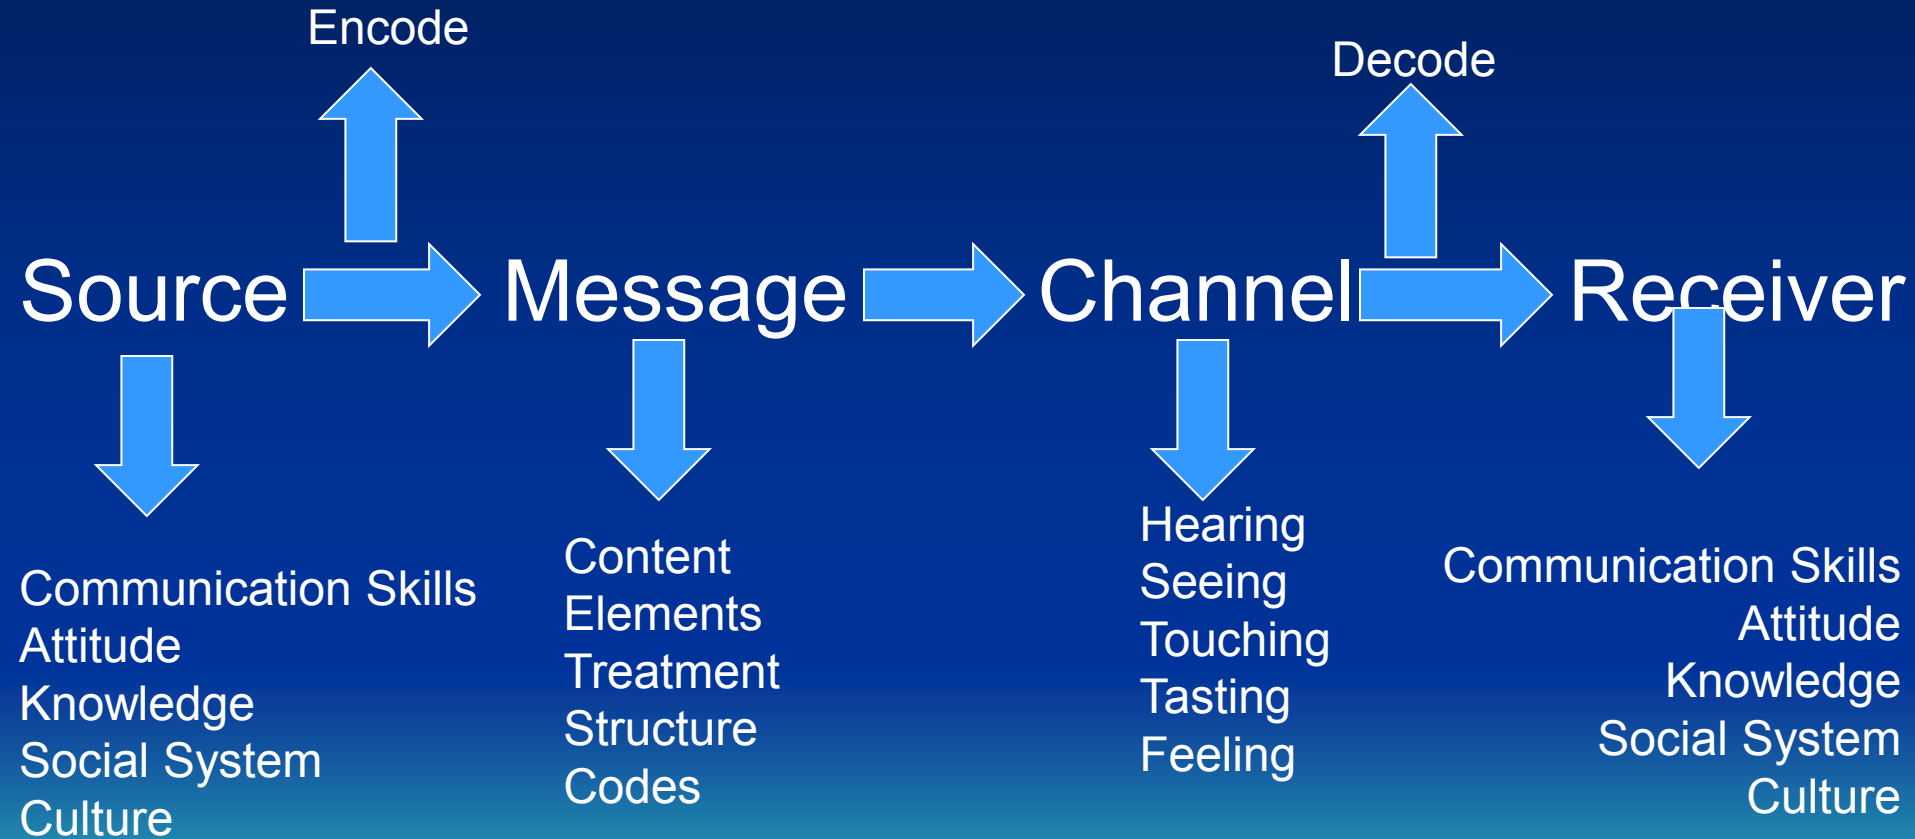 Encode
Decode
Source Message Channel Receiver
Communication Skills
Attitude
Knowledge
Social System
Culture
Content
Elements
Treatment
Structure
Codes
Hearing
Seeing
Touching
Tasting
Feeling
Communication Skills
Attitude
Knowledge
Social System
Culture